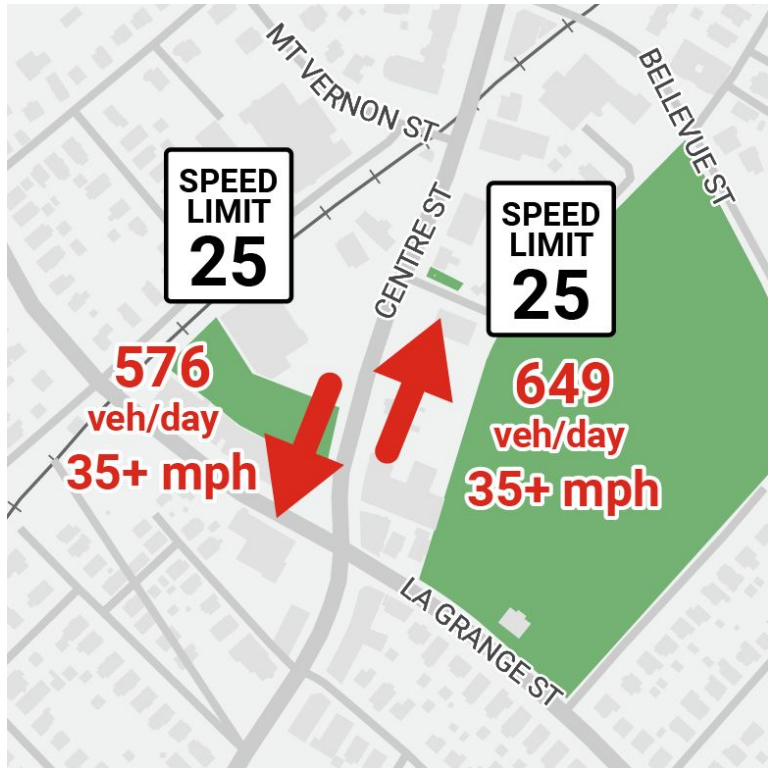 MT VERNON ST
BELLEVUE ST
SPEED
LIMIT
25
CENTRE ST
SPEED
LIMIT
25
576
veh/day
35+ mph
649
veh/day
35+ mph
LA GRANGE ST